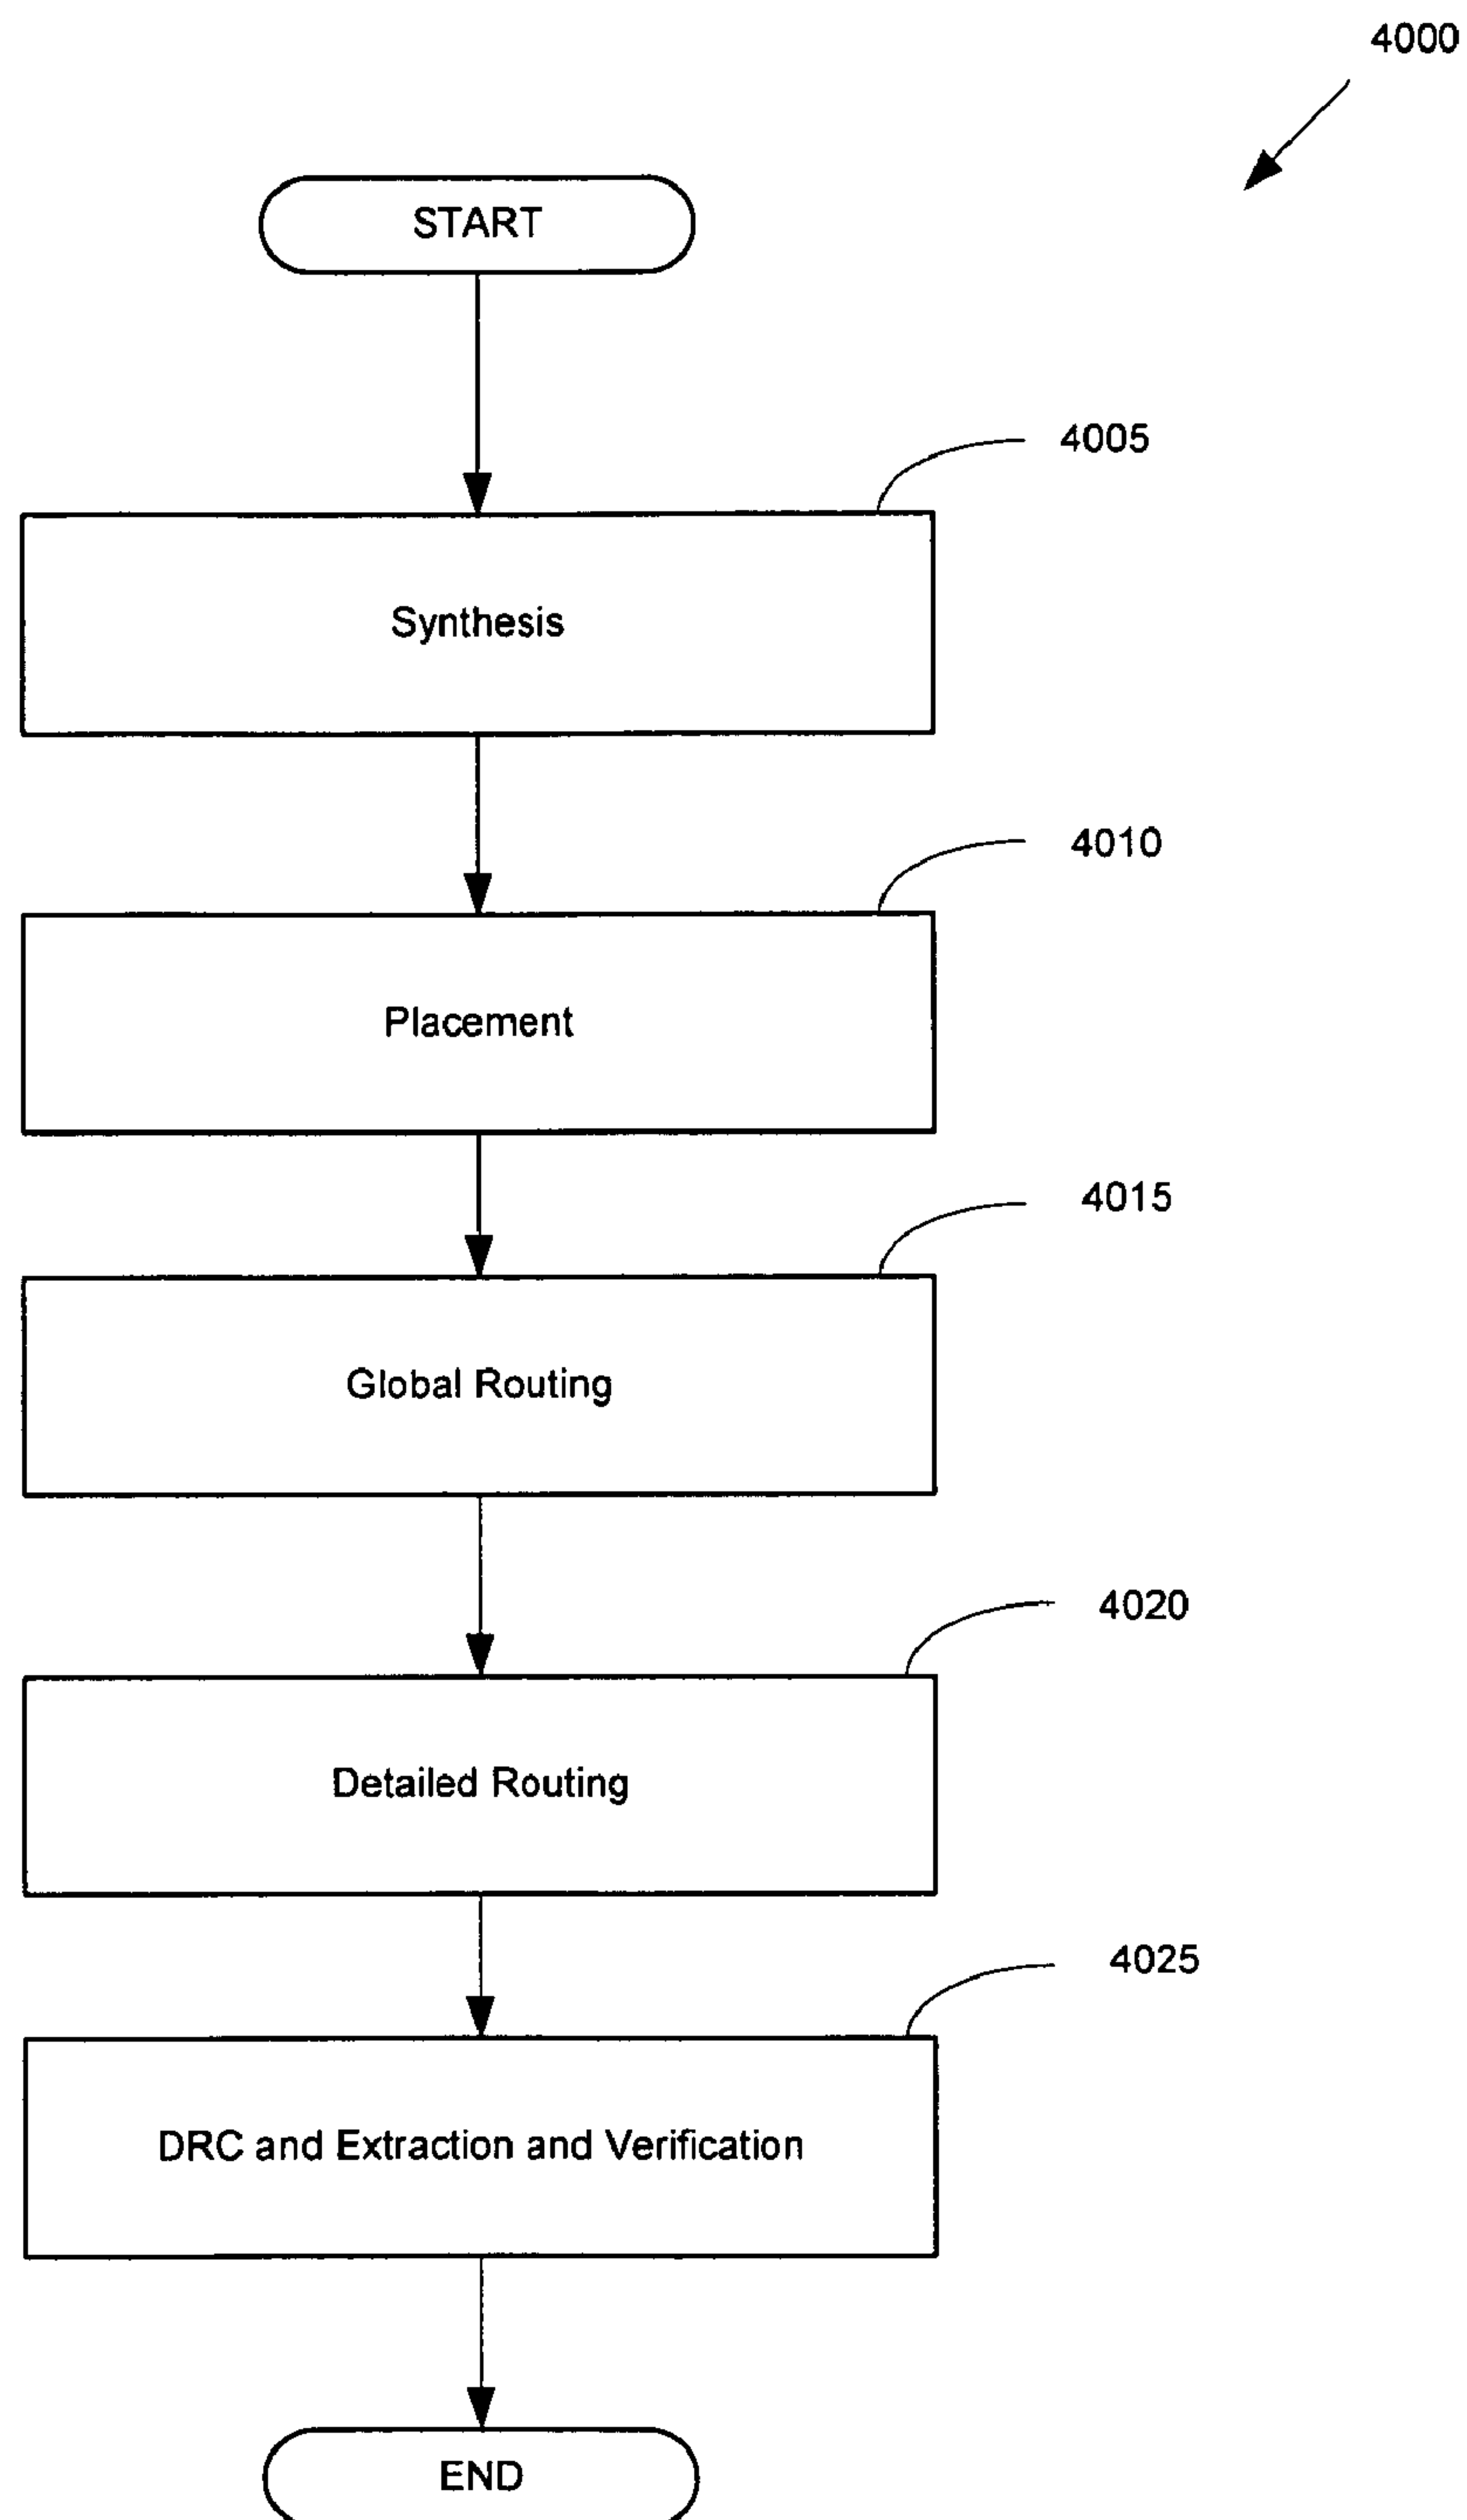 4000
START
4005
Synthesis
4010
Placement
4015
Global Routing
4020
Detailed Routing
4025
DRC and Extraction and Verification
END